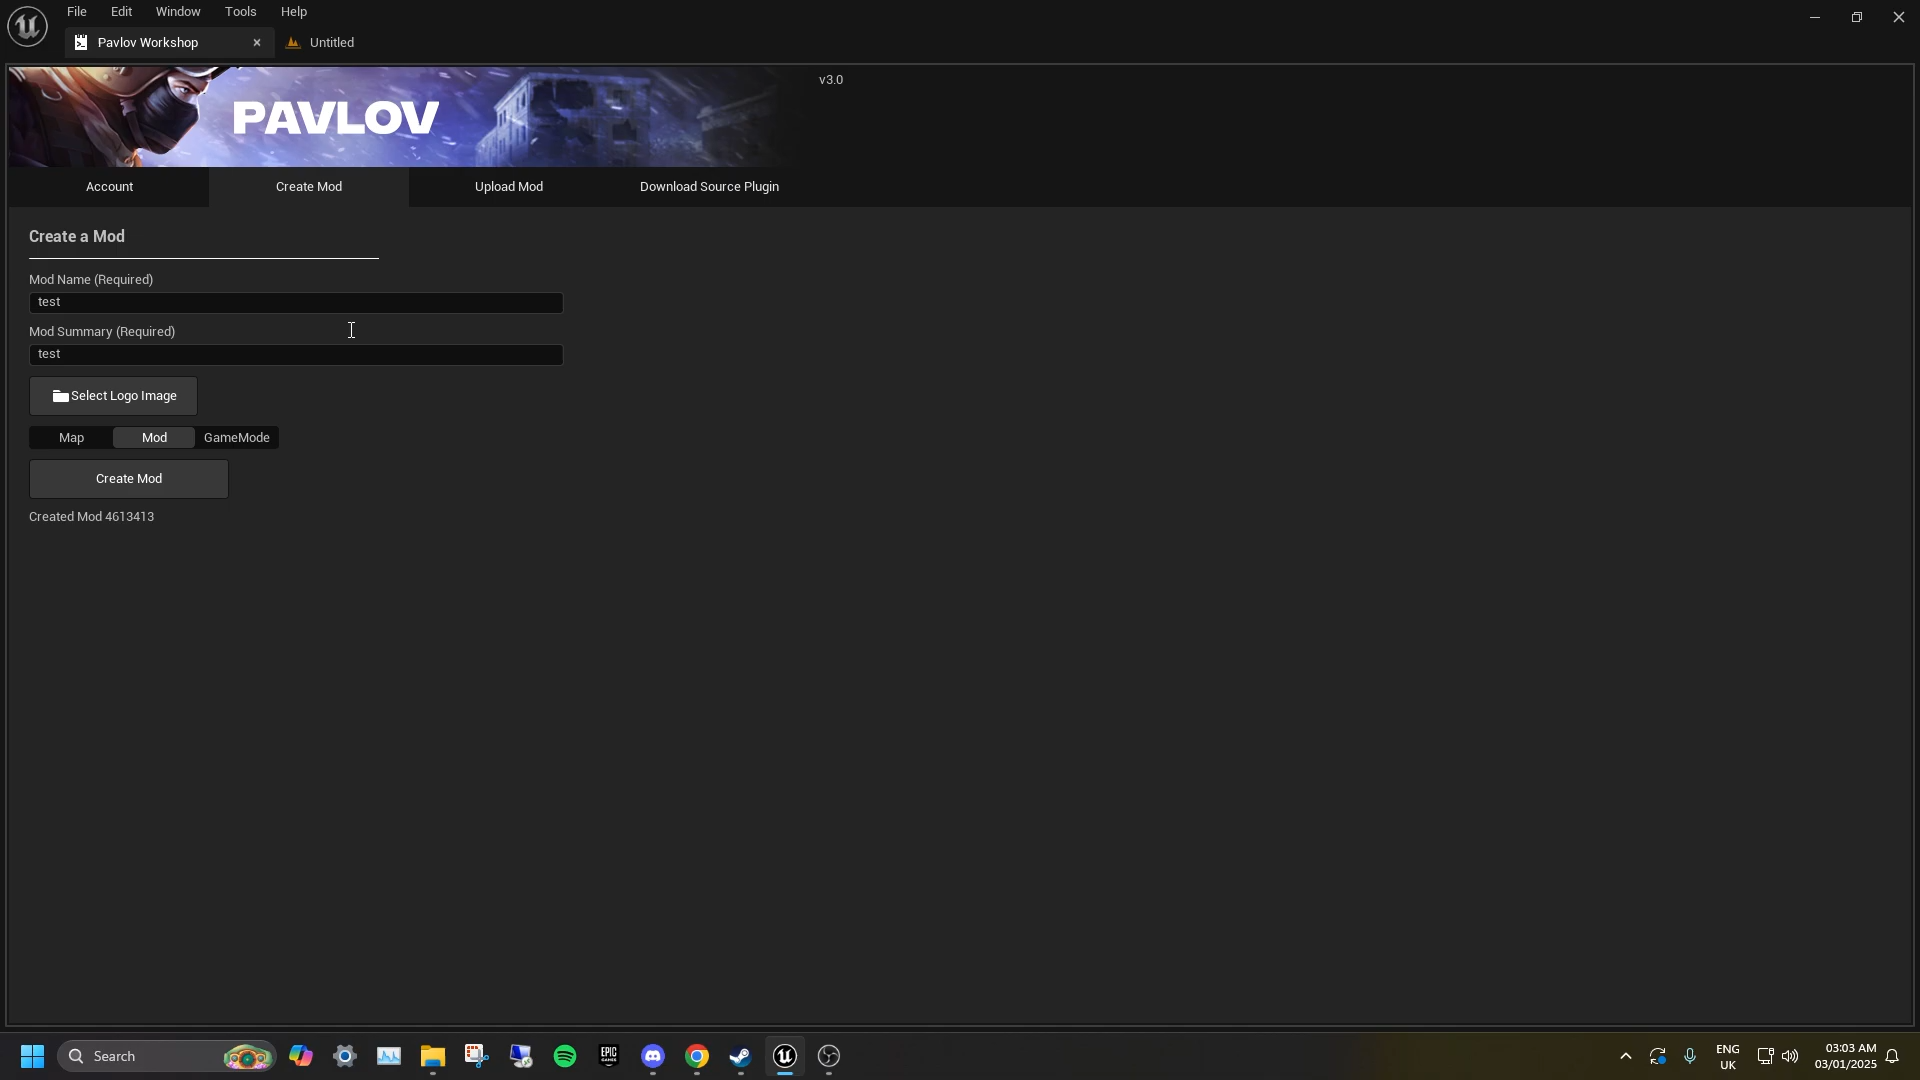 File Edit Window Tools Help
Pavlov Workshop Untitled
PAVLOV
v3.0
Account Create Mod Upload Mod Download Source Plugin
Create a Mod
Mod Name (Required)
test
Mod Summary (Required)
test
Select Logo Image
Map Mod GameMode
Create Mod
Created Mod 4613413
Search
EPIC GAMES
ENG
UK
03:03 AM
03/01/2025